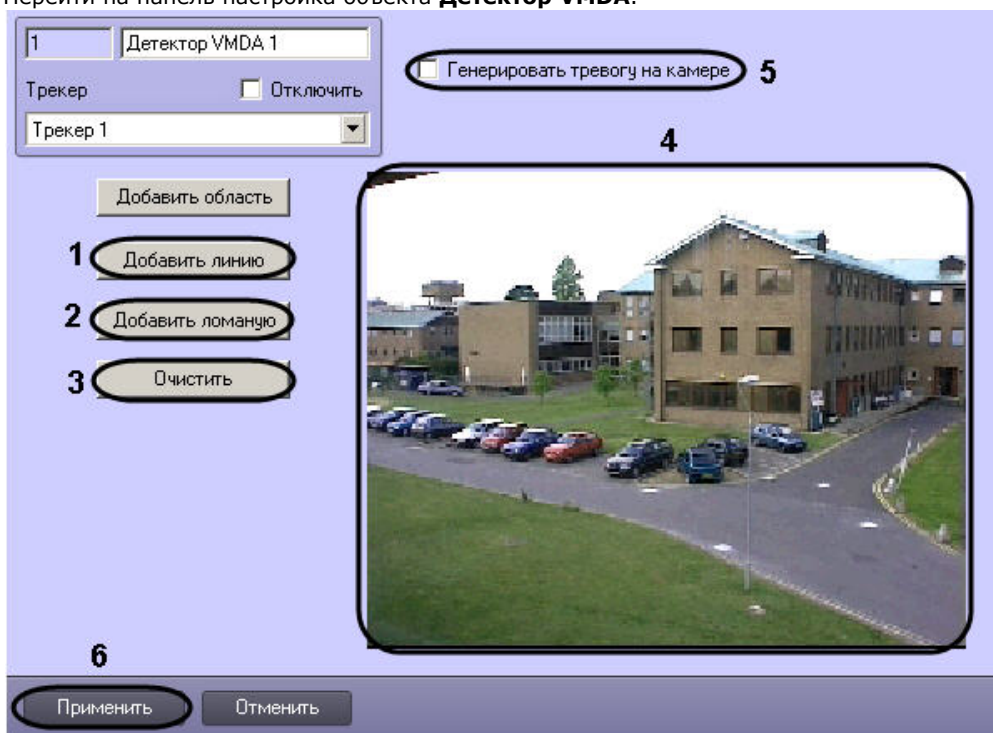 Перейти на панель настройка объекта Детектор VMDA.
1 Детектор VMDA 1
Генерировать тревогу на камере 5
Трекер Отключить
Трекер 1
4
Добавить область
1 Добавить линию
2 Добавить ломаную
3 Очистить
6
Применить Отменить